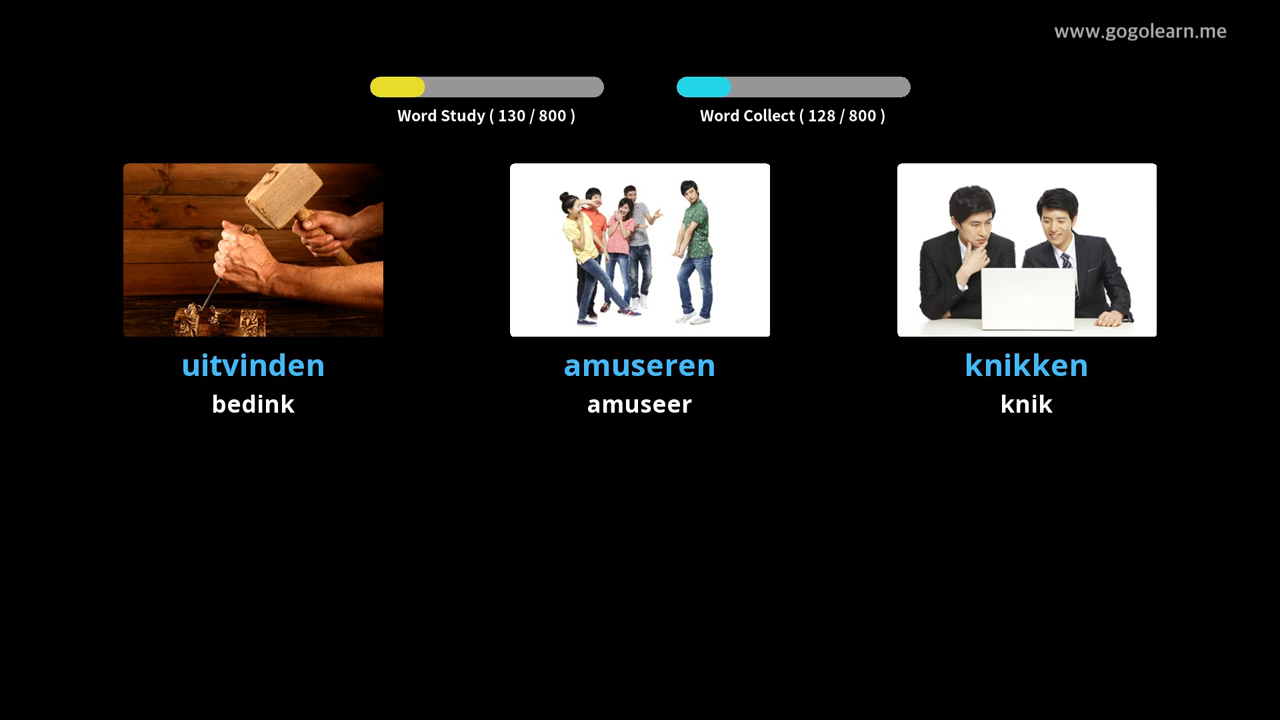 www.gogolearn.me
Word Study ( 130 / 800 )
Word Collect ( 128 / 800 )
uitvinden
bedink
amuseren
amuseer
knikken
knik